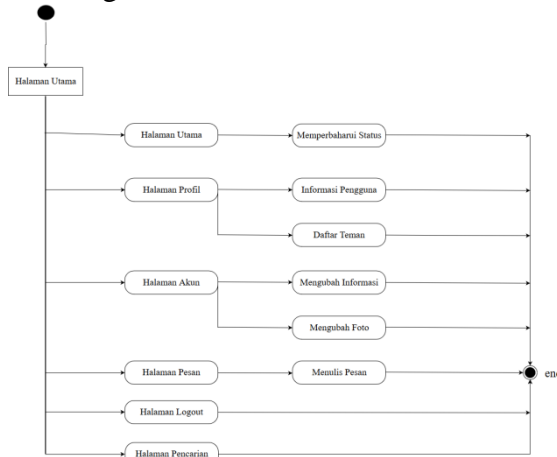 Halaman Utama
Halaman Utama
Memperbaharui Status
Halaman Profil
Informasi Pengguna
Daftar Teman
Halaman Akun
Mengubah Informasi
Mengubah Foto
Halaman Pesan
Menulis Pesan
Halaman Logout
Halaman Pencarian